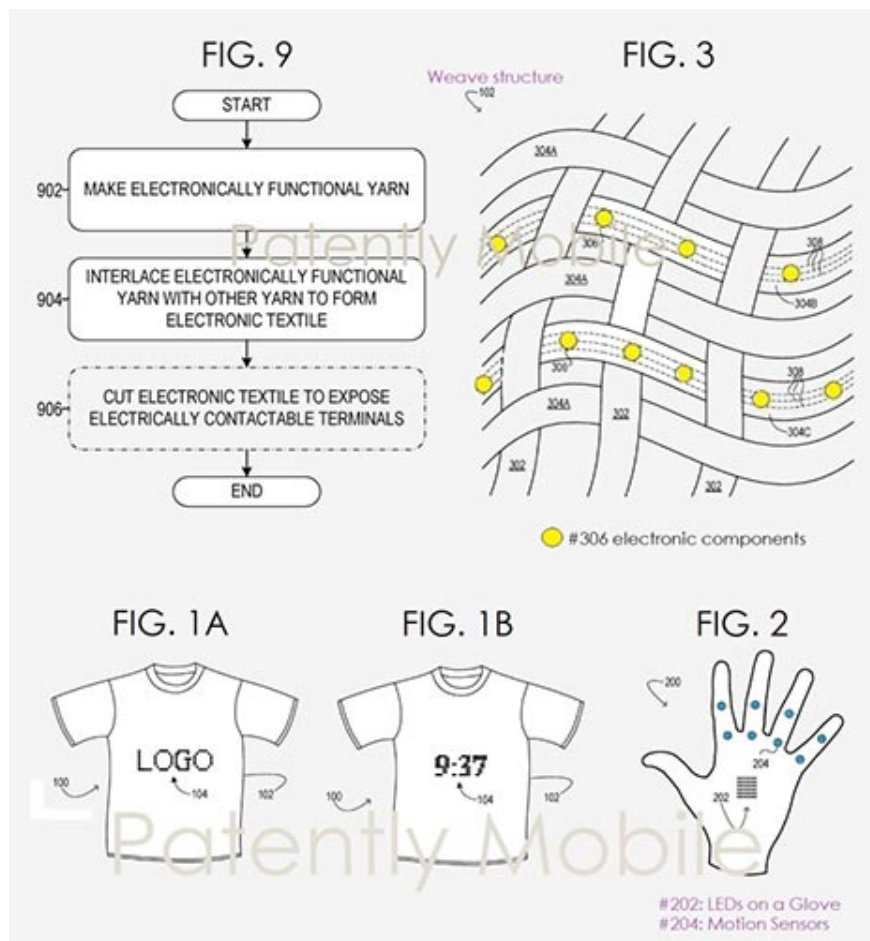 FIG. 9
START
902
MAKE ELECTRONICALLY FUNCTIONAL YARN
904
INTERLACE ELECTRONICALLY FUNCTIONAL
YARN WITH OTHER YARN TO FORM
ELECTRONIC TEXTILE
906
CUT ELECTRONIC TEXTILE TO EXPOSE
ELECTRICALLY CONTACTABLE TERMINALS
END
FIG. 3
Weave structure
102
304A
306
308
304B
304A
306
308
304A
302
304C
302
302
#306 electronic components
Patently Mobile
FIG. 1A
LOGO
100
104
102
FIG. 1B
9:37
100
104
102
FIG. 2
200
204
202
Patently Mobile
#202: LEDs on a Glove
#204: Motion Sensors